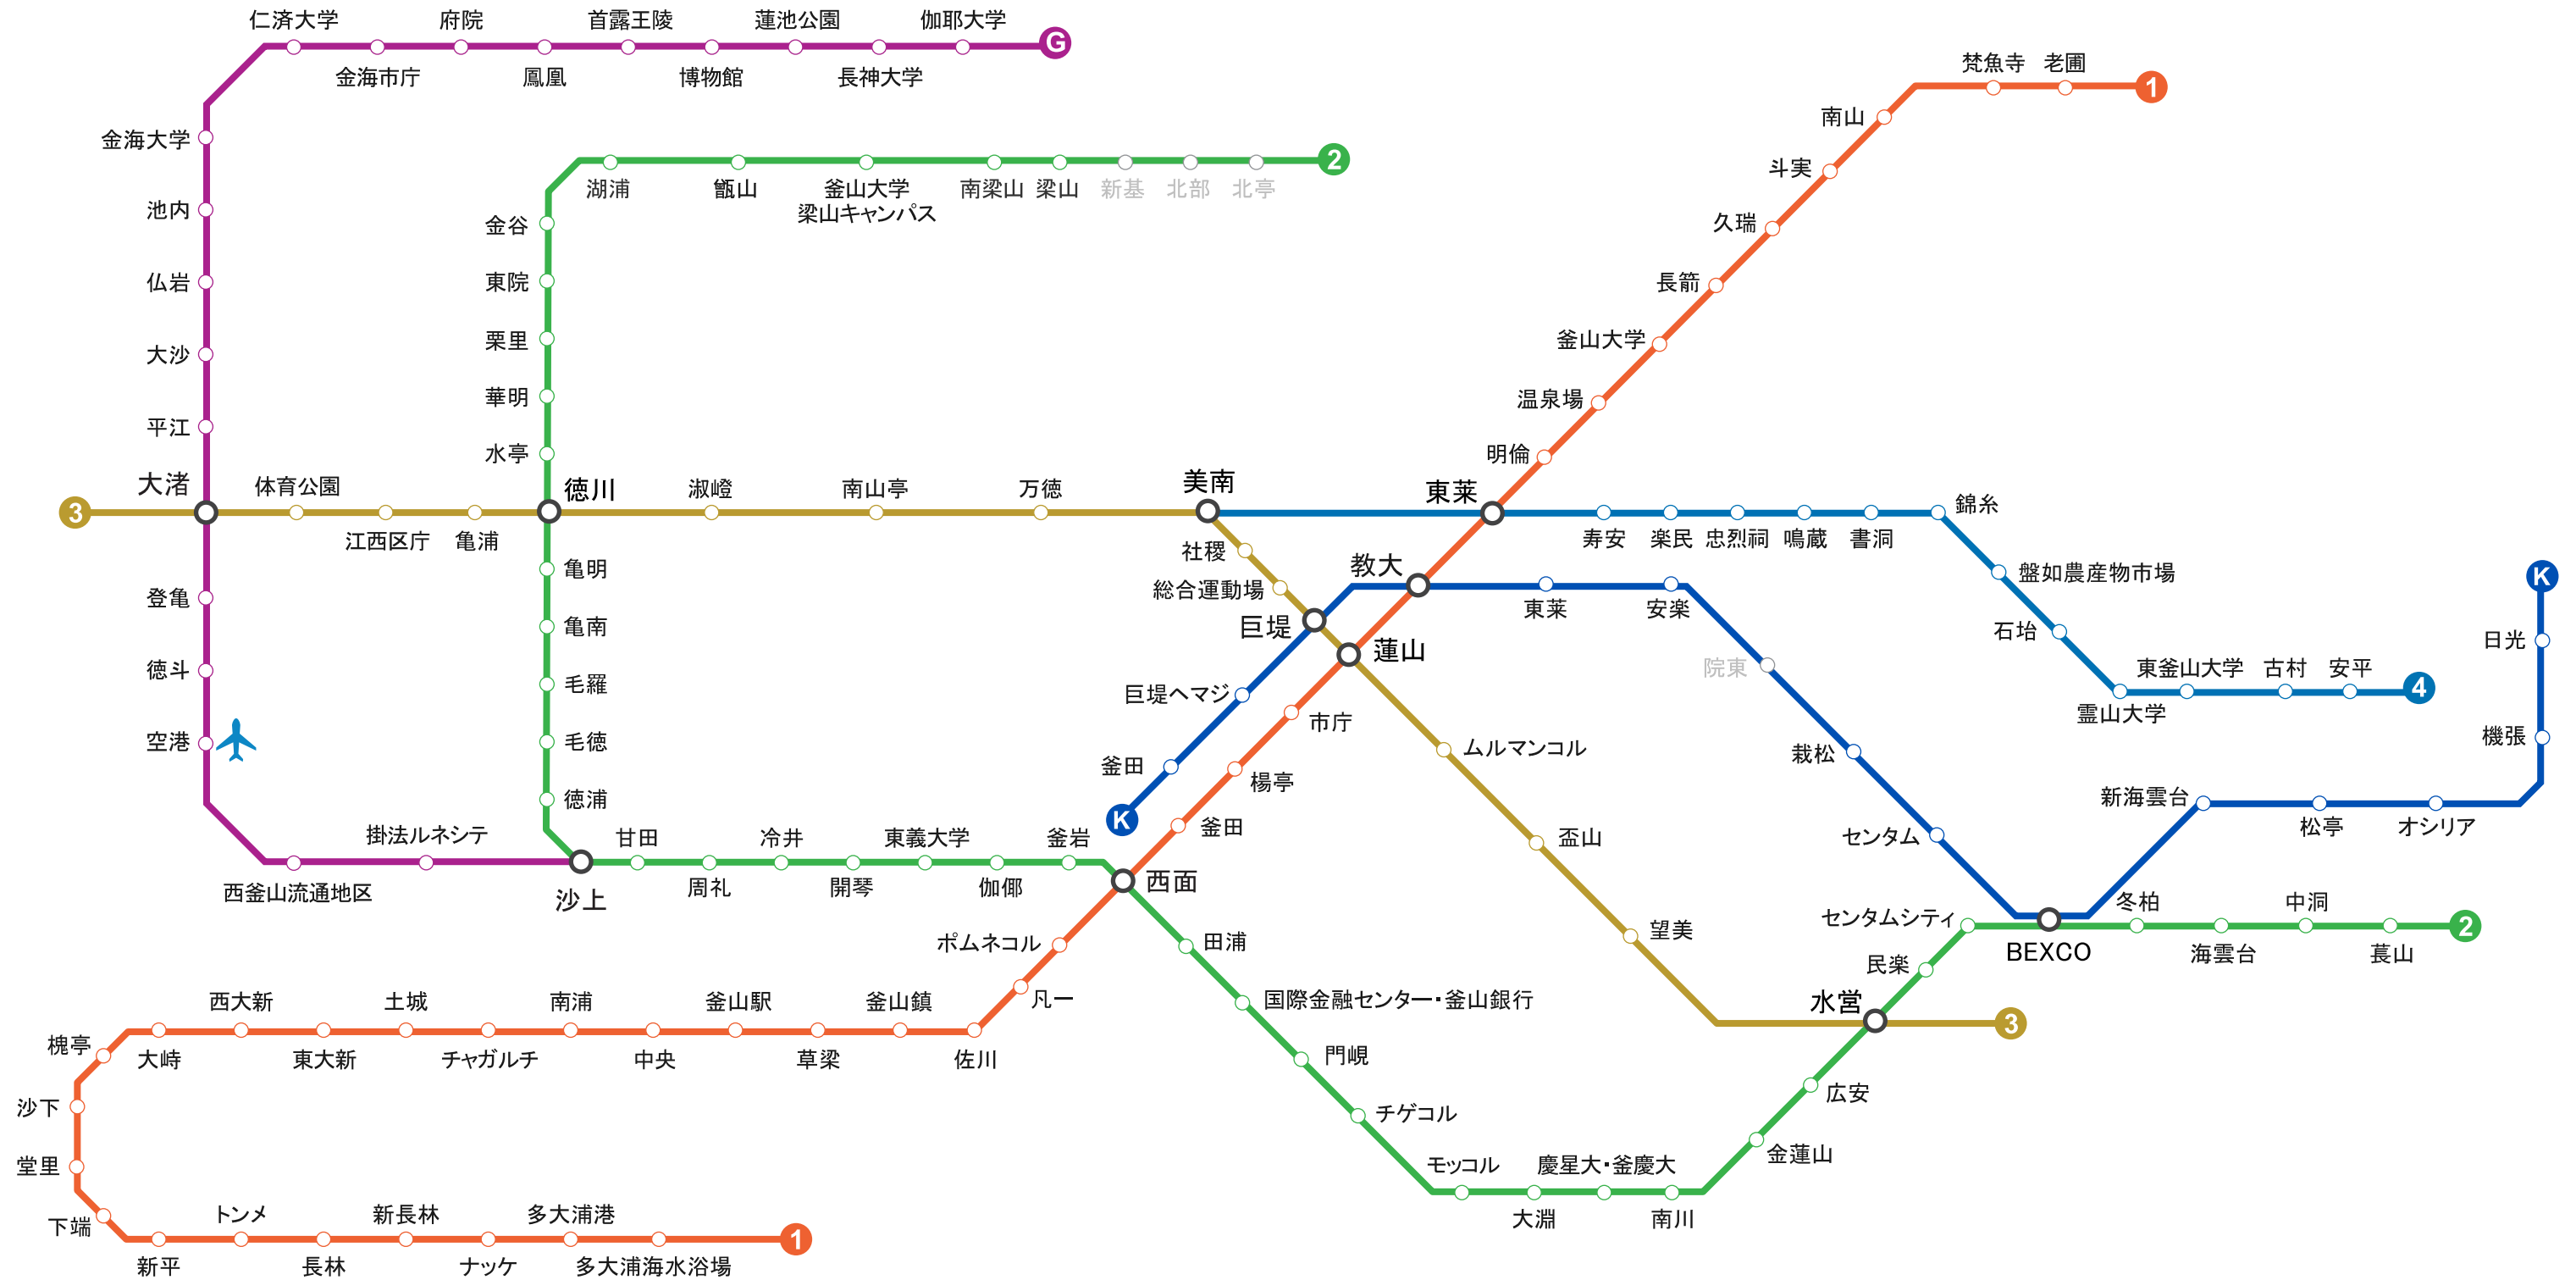 仁済大学
府院
首露王陵
蓮池公園
伽耶大学
G
金海市庁
鳳凰
博物館
長神大学
金海大学
池内
仏岩
大沙
平江
大渚
登亀
徳斗
空港
掛法ルネシテ
西釜山流通地区
沙上
2
湖浦
甑山
釜山大学
梁山キャンパス
南梁山
梁山
新基
北部
北亭
金谷
東院
栗里
華明
水亭
徳川
亀明
亀南
毛羅
毛徳
徳浦
甘田
周礼
冷井
開琴
東義大学
伽倻
釜岩
西面
田浦
国際金融センター・釜山銀行
門峴
チゲコル
モッコル
大淵
慶星大・釜慶大
南川
金蓮山
広安
水営
民楽
センタムシティ
BEXCO
冬柏
海雲台
中洞
萇山
2
3
体育公園
江西区庁
亀浦
淑嶝
南山亭
万徳
美南
社稷
総合運動場
巨堤
蓮山
ムルマンコル
盃山
望美
3
1
老圃
梵魚寺
南山
斗実
久瑞
長箭
釜山大学
温泉場
明倫
東莱
教大
市庁
楊亭
釜田
ポムネコル
凡一
佐川
釜山鎮
草梁
釜山駅
中央
南浦
チャガルチ
土城
東大新
西大新
大峙
槐亭
沙下
堂里
下端
新平
トンメ
長林
新長林
ナッケ
多大浦港
多大浦海水浴場
1
寿安
楽民
忠烈祠
鳴蔵
書洞
錦糸
盤如農産物市場
石坮
霊山大学
東釜山大学
古村
安平
4
K
釜田
巨堤ヘマジ
東莱
安楽
院東
栽松
センタム
新海雲台
松亭
オシリア
機張
日光
K